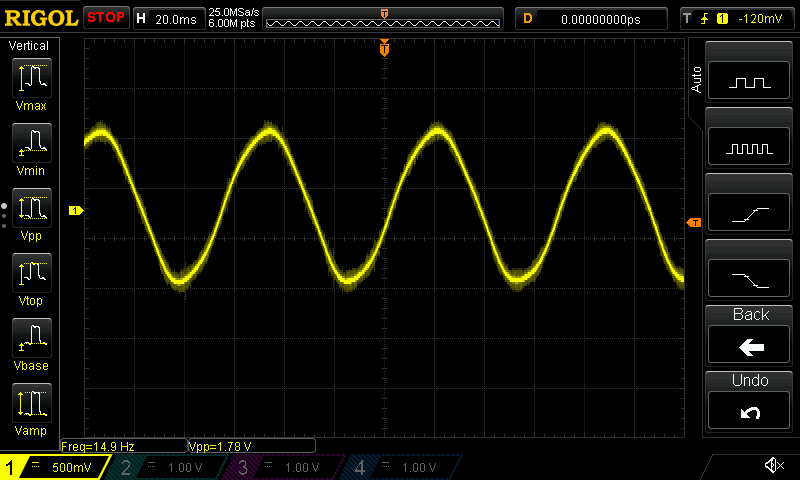 RIGOL STOP H 20.0ms 25.0MSa/s 6.00M pts T D 0.00000000ps T 1 -120mV
Vertical
Vmax
Vmin
Vpp
Vtop
Vbase
Vamp
1
T
T
Auto
Back
Undo
Freq=14.9 Hz Vpp=1.78 V
1 500mV 2 1.00 V 3 1.00 V 4 1.00 V